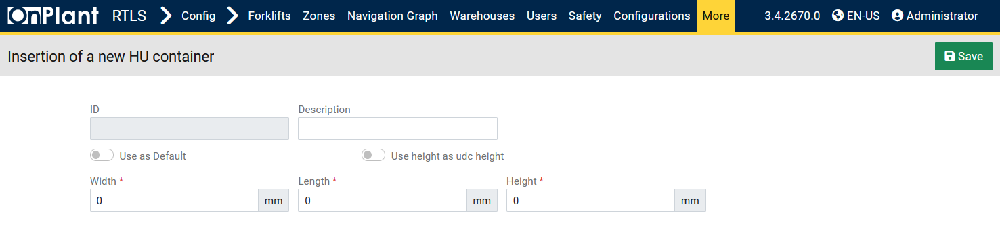 OnPlant RTLS Config Forklifts Zones Navigation Graph Warehouses Users Safety Configurations More 3.4.2670.0 EN-US Administrator
Insertion of a new HU container Save
ID Description
Use as Default Use height as udc height
Width * Length * Height *
0 mm 0 mm 0 mm